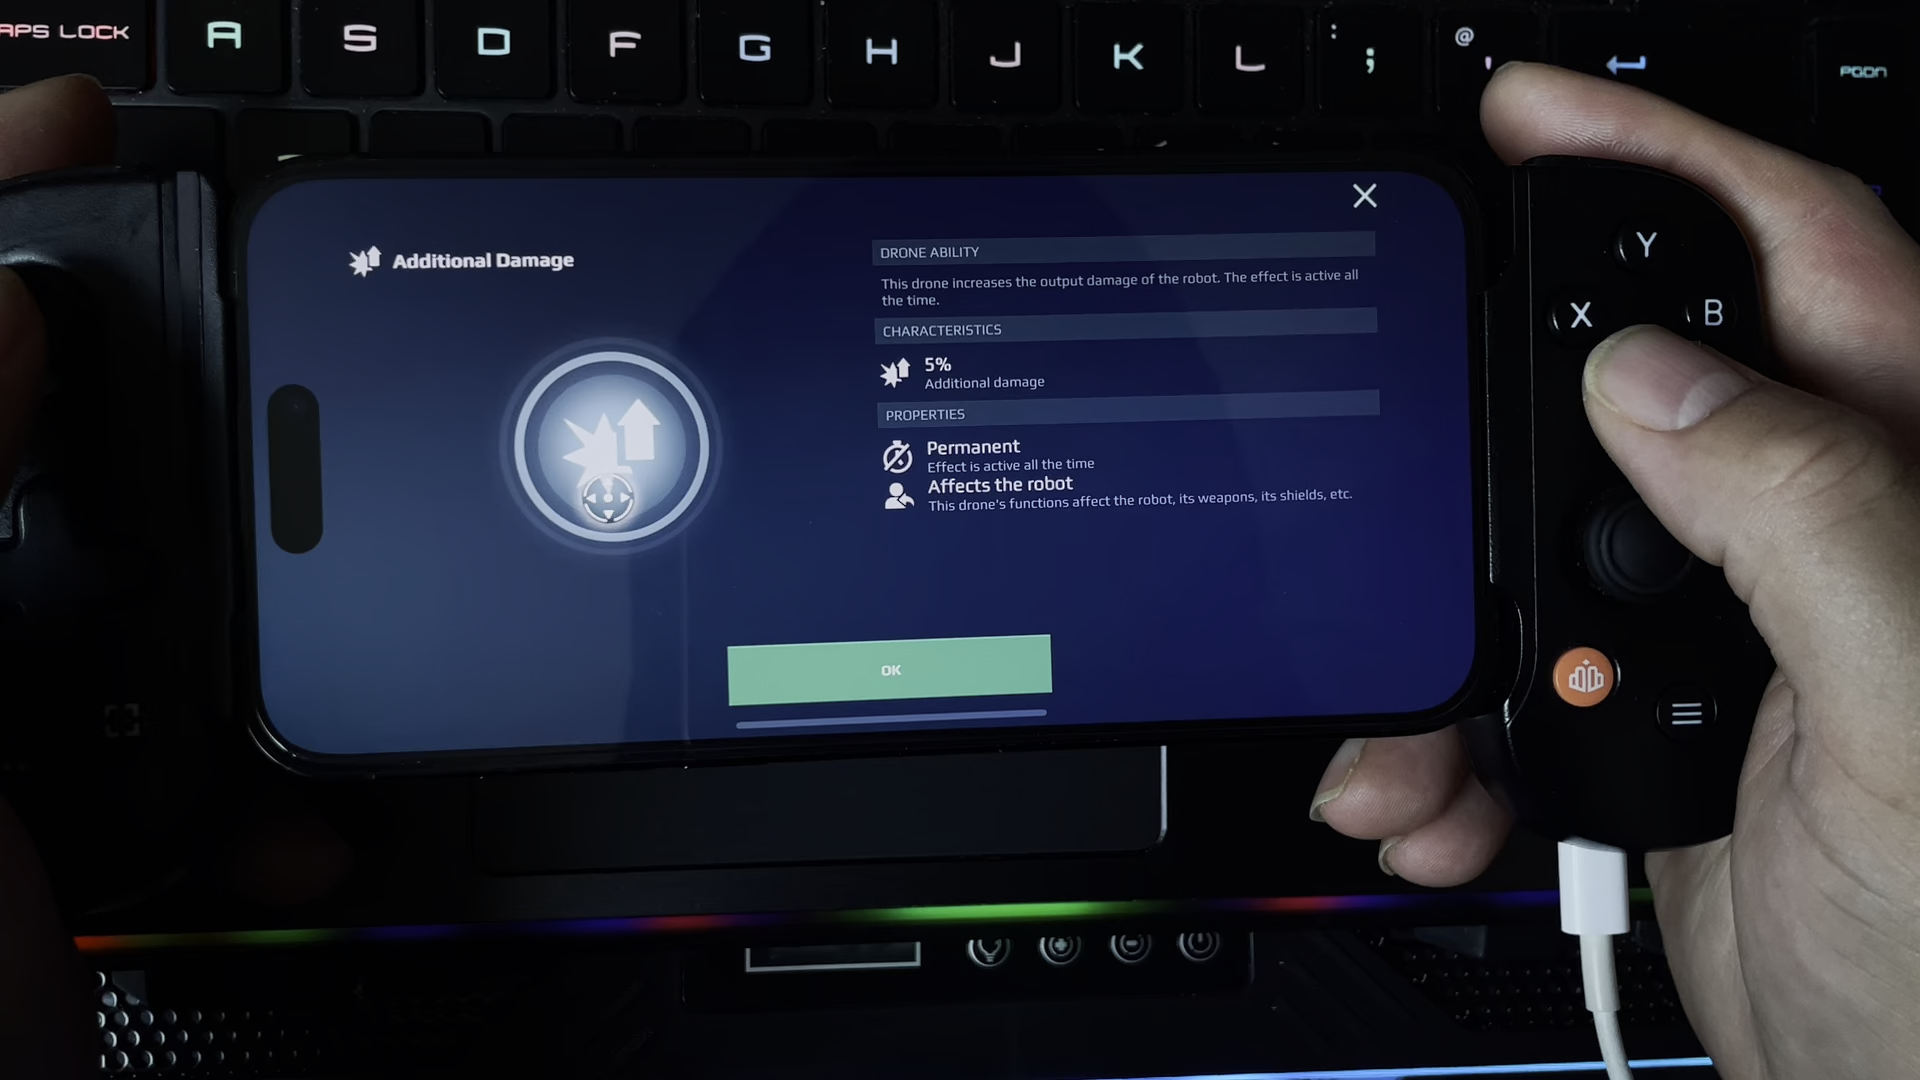 APS LOCK
A
S
D
F
G
H
J
K
L
:
;
@
'
PGDN
Additional Damage
DRONE ABILITY
This drone increases the output damage of the robot. The effect is active all
the time.
CHARACTERISTICS
5%
Additional damage
PROPERTIES
Permanent
Effect is active all the time
Affects the robot
This drone's functions affect the robot, its weapons, its shields, etc.
OK
Y
X
B